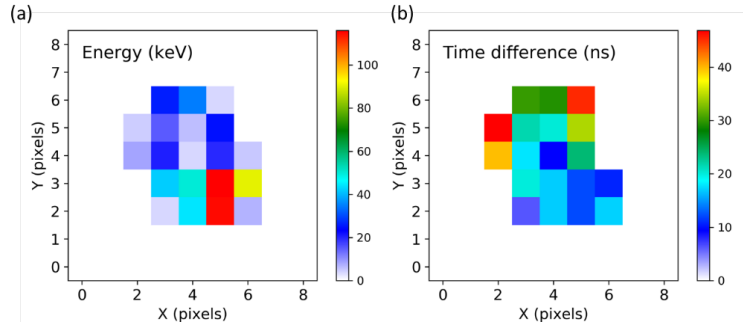 (a)
Energy (keV)
8
7
6
5
4
3
2
1
0
Y (pixels)
0 2 4 6 8
X (pixels)
100
80
60
40
20
0
(b)
Time difference (ns)
8
7
6
5
4
3
2
1
0
Y (pixels)
0 2 4 6 8
X (pixels)
40
30
20
10
0